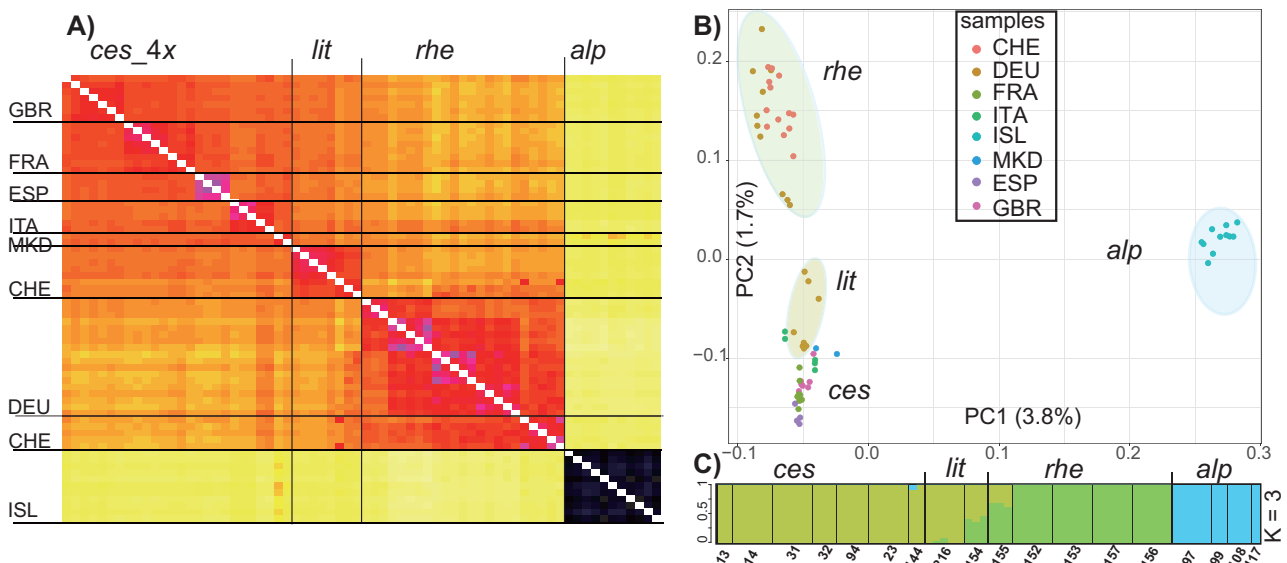 A)
ces_4x lit rhe alp
GBR
FRA
ESP
ITA
MKD
CHE
DEU
CHE
ISL
B)
samples
CHE
DEU
FRA
ITA
ISL
MKD
ESP
GBR
rhe
lit
ces
alp
PC2 (1.7%)
0.2
0.1
0.0
−0.1
PC1 (3.8%)
−0.1 0.0 0.1 0.2 0.3
C)
ces lit rhe alp
0 0.5 1
K = 3
13 14 31 32 94 23 144 216 154 155 152 153 157 156 97 99 108 117